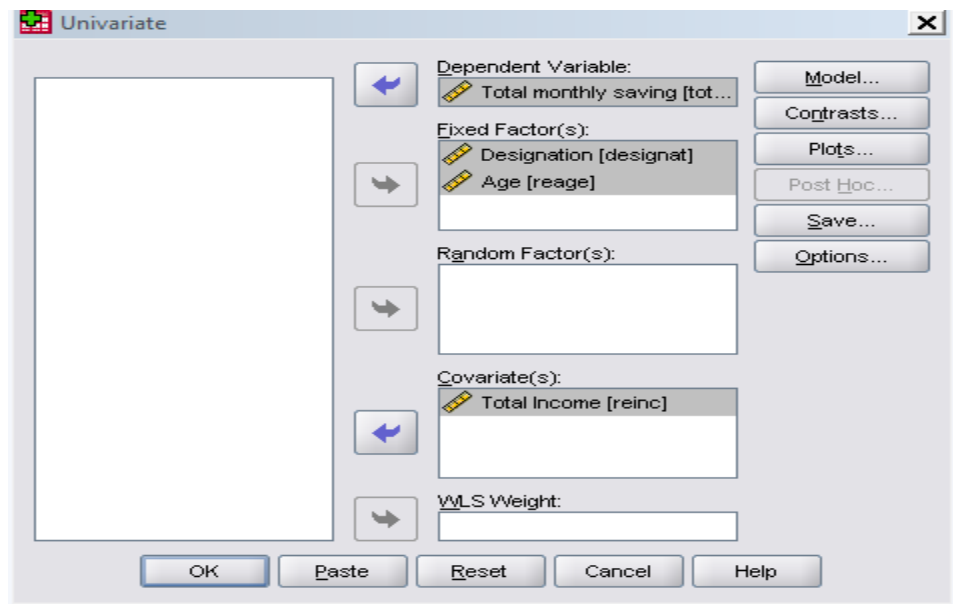 Univariate
Dependent Variable:
Total monthly saving [tot...
Fixed Factor(s):
Designation [designat]
Age [reage]
Random Factor(s):
Covariate(s):
Total Income [reinc]
WLS Weight:
Model...
Contrasts...
Plots...
Post Hoc...
Save...
Options...
OK
Paste
Reset
Cancel
Help